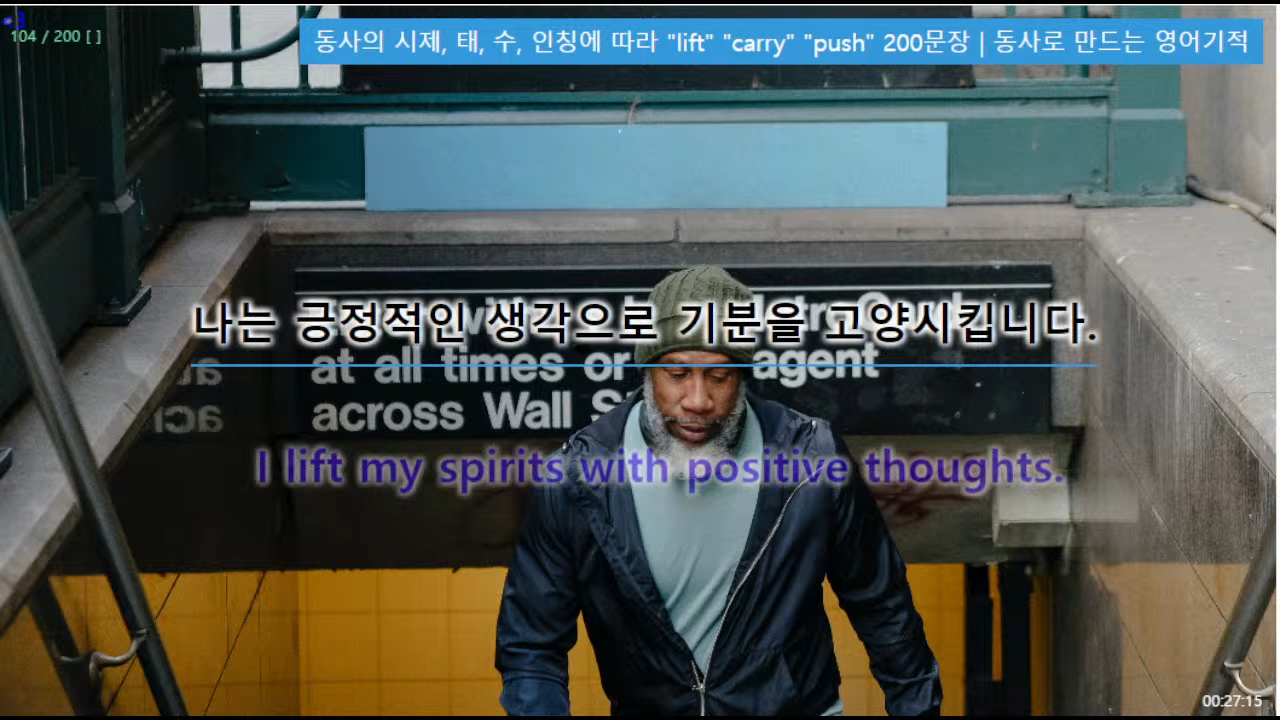 <3
104 / 200 [ ]
동사의 시제, 태, 수, 인칭에 따라 "lift" "carry" "push" 200문장 | 동사로 만드는 영어기적
나는 긍정적인 생각으로 기분을 고양시킵니다.
at all times or agent
across Wall
I lift my spirits with positive thoughts.
00:27:15